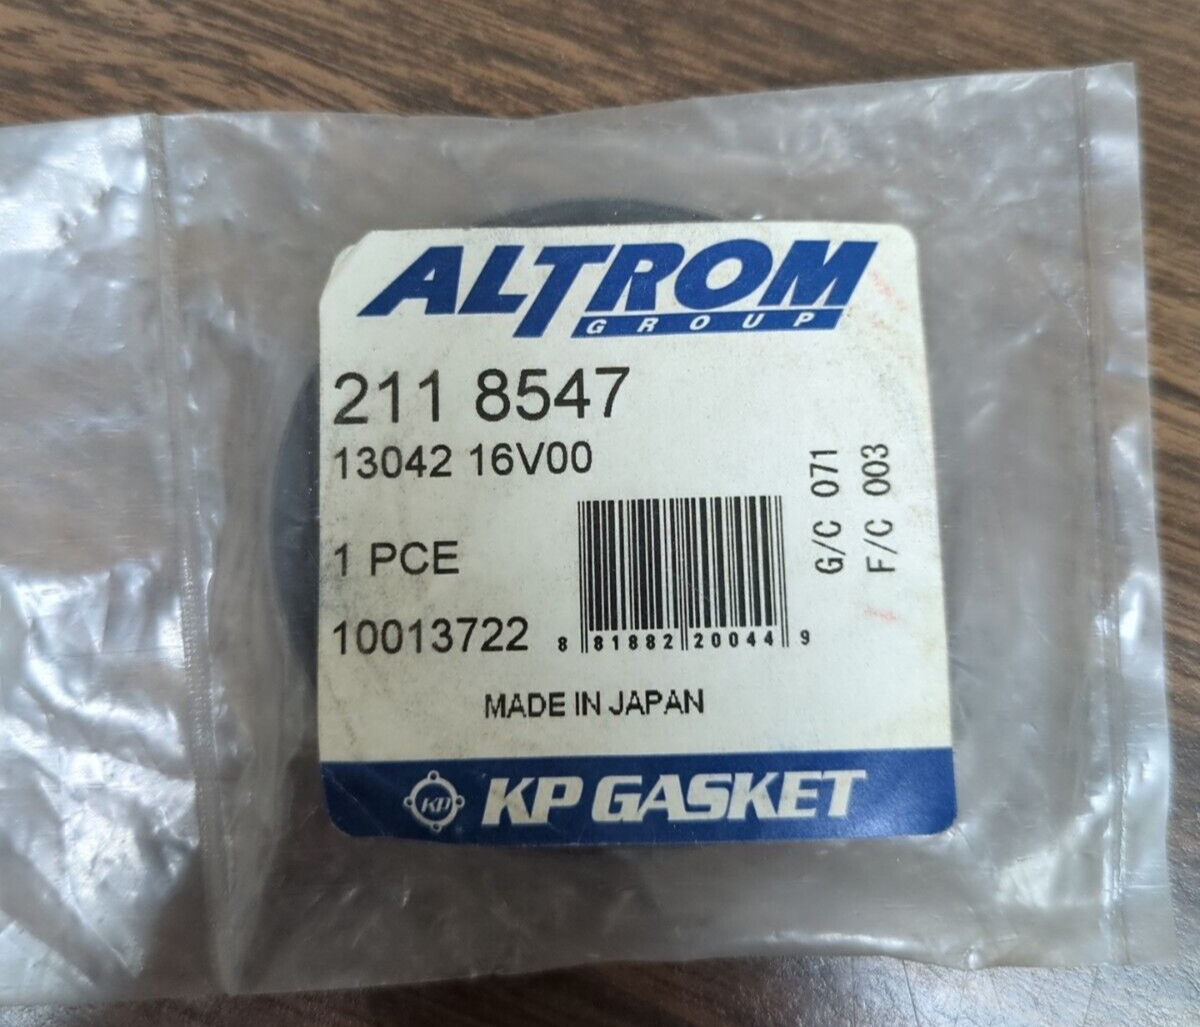 ALTROM
GROUP
211 8547
13042 16V00
1 PCE
10013722
8 81882 20044 9
G/C 071
F/C 003
MADE IN JAPAN
KP KP GASKET